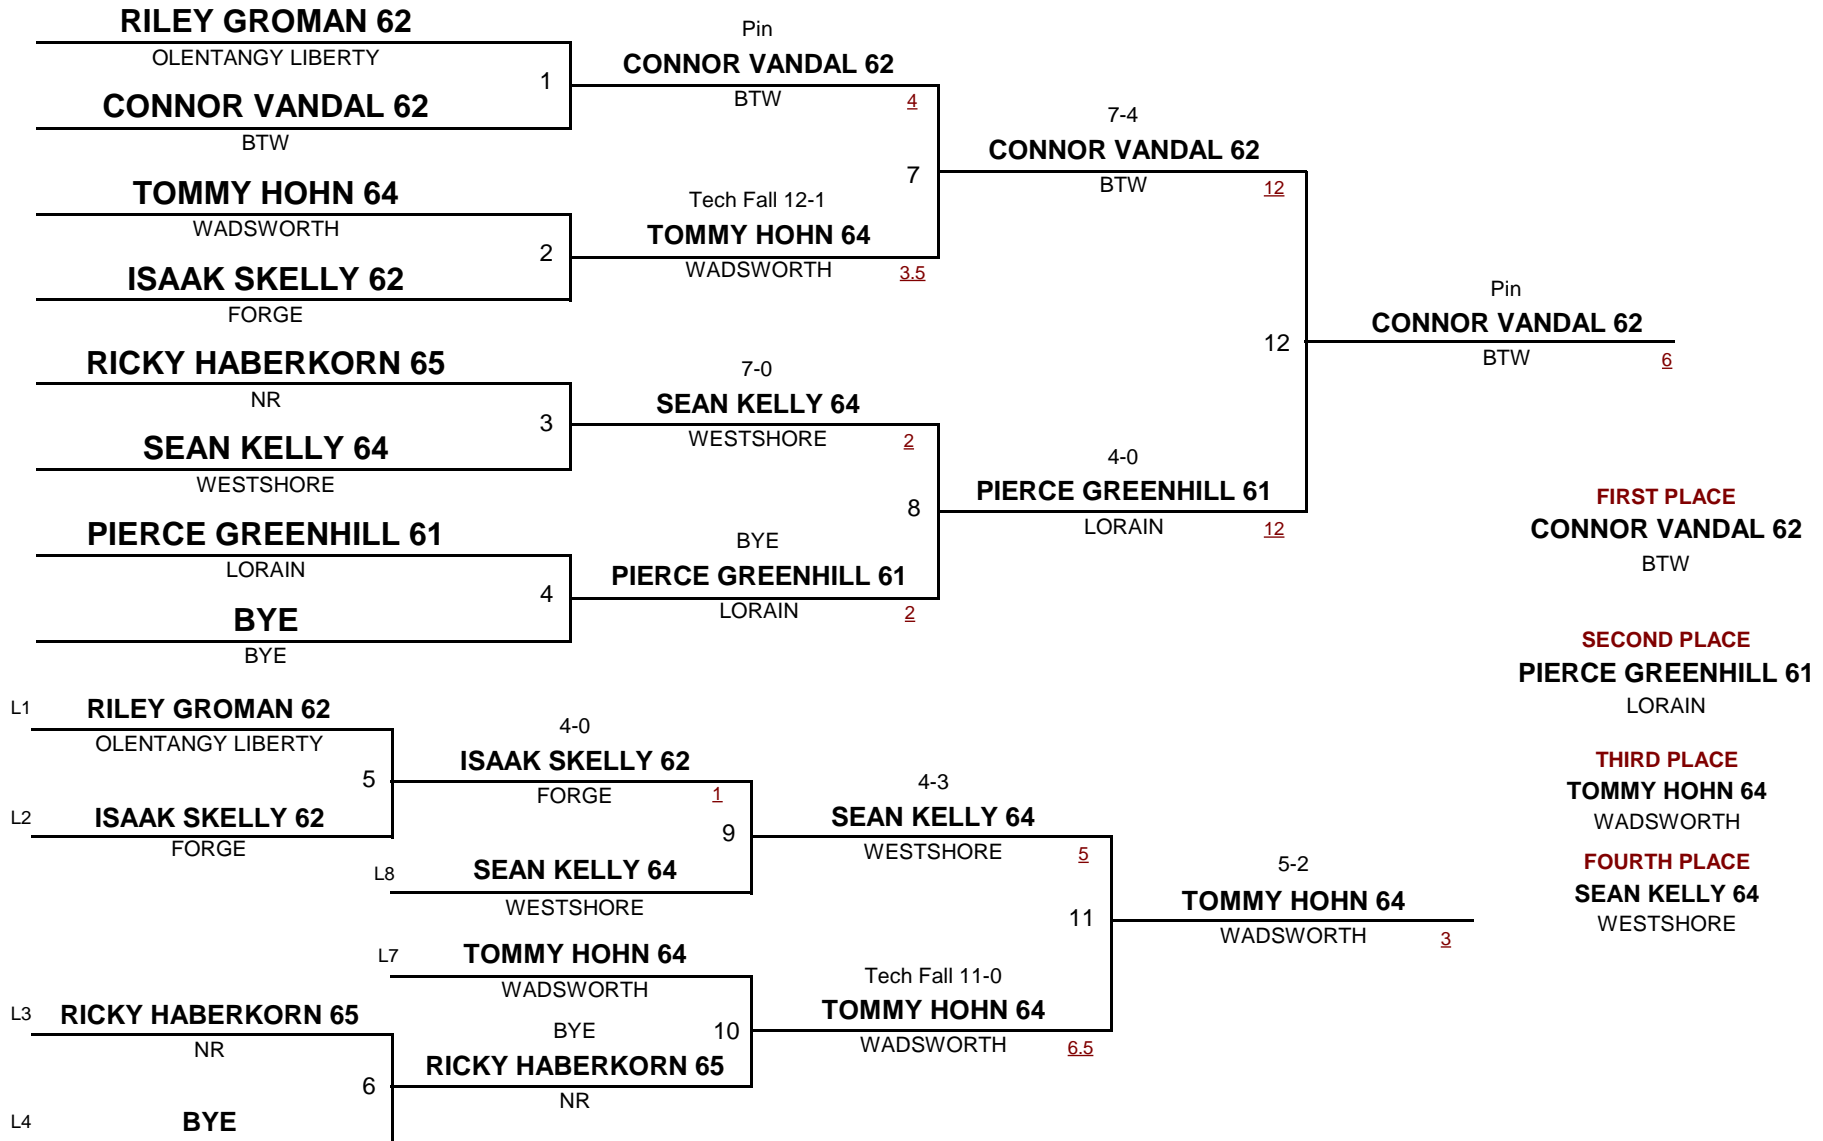 RILEY GROMAN 62
OLENTANGY LIBERTY
1
CONNOR VANDAL 62
BTW
TOMMY HOHN 64
WADSWORTH
2
ISAAK SKELLY 62
FORGE
RICKY HABERKORN 65
NR
3
SEAN KELLY 64
WESTSHORE
PIERCE GREENHILL 61
LORAIN
4
BYE
BYE
Pin
CONNOR VANDAL 62
BTW
4
7
Tech Fall 12-1
TOMMY HOHN 64
WADSWORTH
3.5
7-0
SEAN KELLY 64
WESTSHORE
2
8
BYE
PIERCE GREENHILL 61
LORAIN
2
7-4
CONNOR VANDAL 62
BTW
12
12
4-0
PIERCE GREENHILL 61
LORAIN
12
Pin
CONNOR VANDAL 62
BTW
6
FIRST PLACE
CONNOR VANDAL 62
BTW
SECOND PLACE
PIERCE GREENHILL 61
LORAIN
THIRD PLACE
TOMMY HOHN 64
WADSWORTH
FOURTH PLACE
SEAN KELLY 64
WESTSHORE
L1
RILEY GROMAN 62
OLENTANGY LIBERTY
5
L2
ISAAK SKELLY 62
FORGE
L3
RICKY HABERKORN 65
NR
6
L4
BYE
4-0
ISAAK SKELLY 62
FORGE
1
9
L8
SEAN KELLY 64
WESTSHORE
L7
TOMMY HOHN 64
WADSWORTH
10
BYE
RICKY HABERKORN 65
NR
4-3
SEAN KELLY 64
WESTSHORE
5
11
Tech Fall 11-0
TOMMY HOHN 64
WADSWORTH
6.5
5-2
TOMMY HOHN 64
WADSWORTH
3